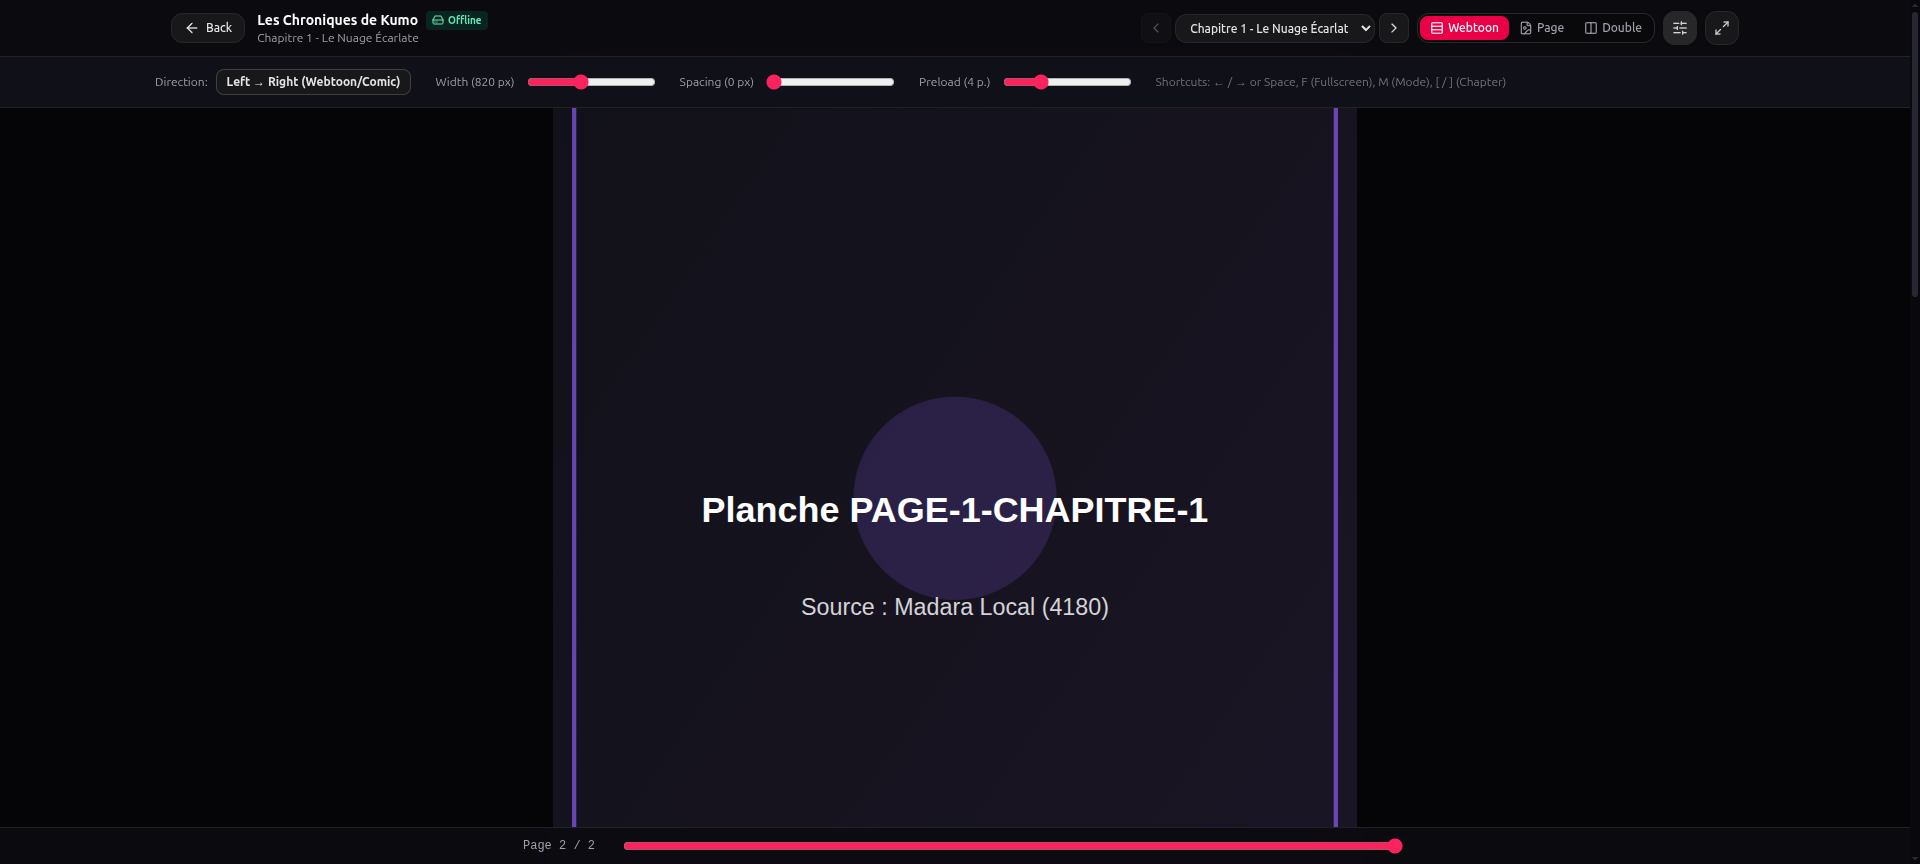 Back
Les Chroniques de Kumo
Offline
Chapitre 1 - Le Nuage Écarlate
Chapitre 1 - Le Nuage Écarlat
Webtoon
Page
Double
Direction:
Left → Right (Webtoon/Comic)
Width (820 px)
Spacing (0 px)
Preload (4 p.)
Shortcuts: ← / → or Space, F (Fullscreen), M (Mode), [ / ] (Chapter)
Planche PAGE-1-CHAPITRE-1
Source : Madara Local (4180)
Page 2 / 2